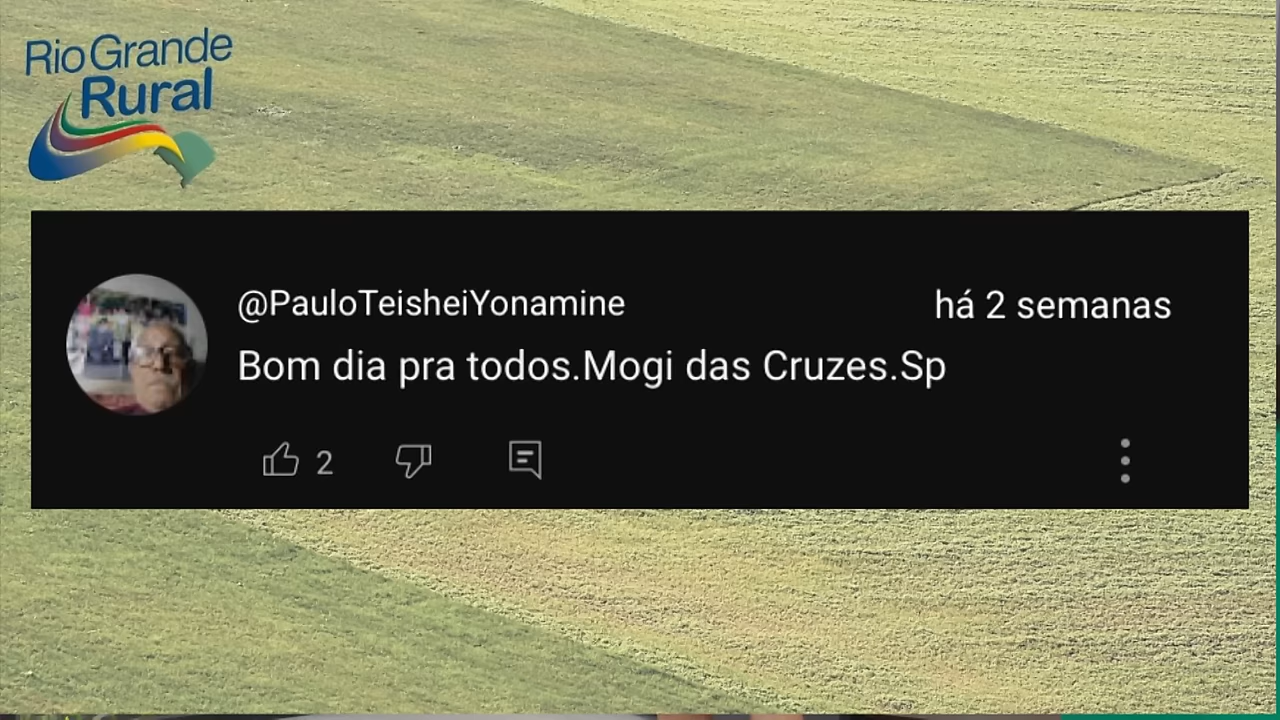 Rio Grande
Rural
@PauloTeisheiYonamine
há 2 semanas
Bom dia pra todos.Mogi das Cruzes.Sp
2